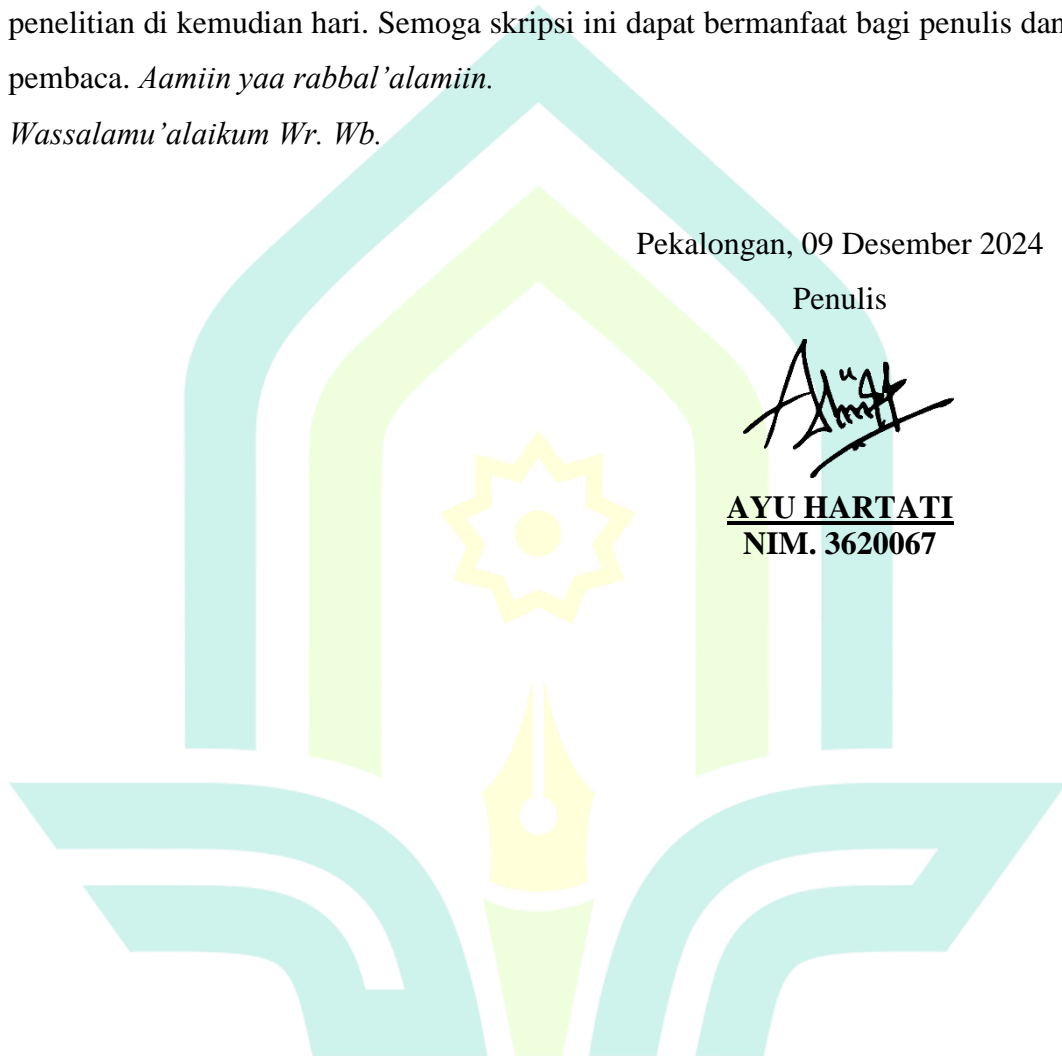 penelitian di kemudian hari. Semoga skripsi ini dapat bermanfaat bagi penulis dan
pembaca. Aamiin yaa rabbal’alamiin.
Wassalamu’alaikum Wr. Wb.
Pekalongan, 09 Desember 2024
Penulis
AYU HARTATI
NIM. 3620067